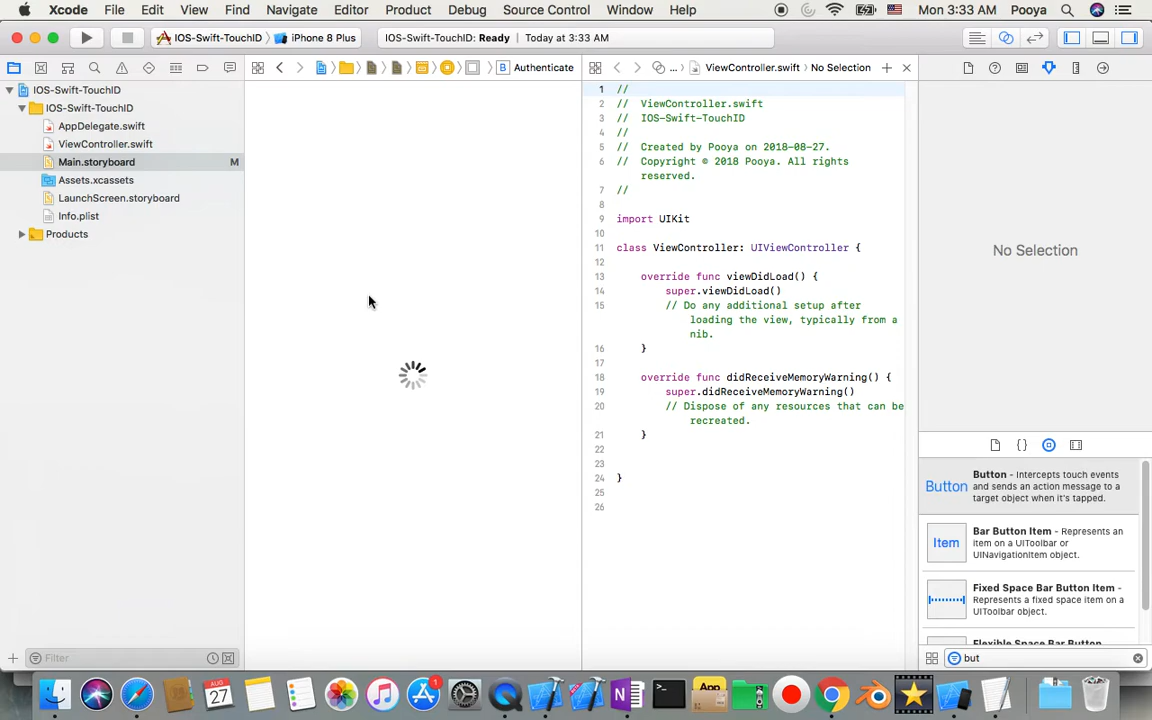 Xcode File Edit View Find Navigate Editor Product Debug Source Control Window Help Mon 3:33 AM Pooya
IOS-Swift-TouchID iPhone 8 Plus IOS-Swift-TouchID: Ready Today at 3:33 AM
B Authenticate ... ViewController.swift No Selection
IOS-Swift-TouchID
IOS-Swift-TouchID
AppDelegate.swift
ViewController.swift
Main.storyboard M
Assets.xcassets
LaunchScreen.storyboard
Info.plist
Products
1 //
2 // ViewController.swift
3 // IOS-Swift-TouchID
4 //
5 // Created by Pooya on 2018-08-27.
6 // Copyright © 2018 Pooya. All rights
reserved.
7 //
8
9 import UIKit
10
11 class ViewController: UIViewController {
12
13 override func viewDidLoad() {
14 super.viewDidLoad()
15 // Do any additional setup after
loading the view, typically from a
nib.
16 }
17
18 override func didReceiveMemoryWarning() {
19 super.didReceiveMemoryWarning()
20 // Dispose of any resources that can be
recreated.
21 }
22
23
24 }
25
26
No Selection
{ }
Button Button - Intercepts touch events
and sends an action message to a
target object when it's tapped.
Item Bar Button Item - Represents an
item on a UIToolbar or
UINavigationItem object.
Fixed Space Bar Button Item -
Represents a fixed space item on a
UIToolbar object.
Flexible Space Bar Button
Filter
but
AUG
27
1
N
App